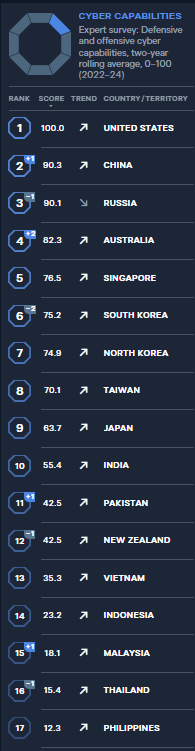 CYBER CAPABILITIES
Expert survey: Defensive
and offensive cyber
capabilities, two-year
rolling average, 0–100
(2022–24)
RANK SCORE TREND COUNTRY/TERRITORY
1 100.0 ↗ UNITED STATES
2 +1 90.3 ↗ CHINA
3 −1 90.1 ↘ RUSSIA
4 +2 82.3 ↗ AUSTRALIA
5 76.5 ↗ SINGAPORE
6 −2 75.2 ↗ SOUTH KOREA
7 74.9 ↗ NORTH KOREA
8 70.1 ↗ TAIWAN
9 63.7 ↗ JAPAN
10 55.4 ↗ INDIA
11 +1 42.5 ↗ PAKISTAN
12 −1 42.5 ↗ NEW ZEALAND
13 35.3 ↗ VIETNAM
14 23.2 ↗ INDONESIA
15 +1 18.1 ↗ MALAYSIA
16 −1 15.4 ↗ THAILAND
17 12.3 ↗ PHILIPPINES